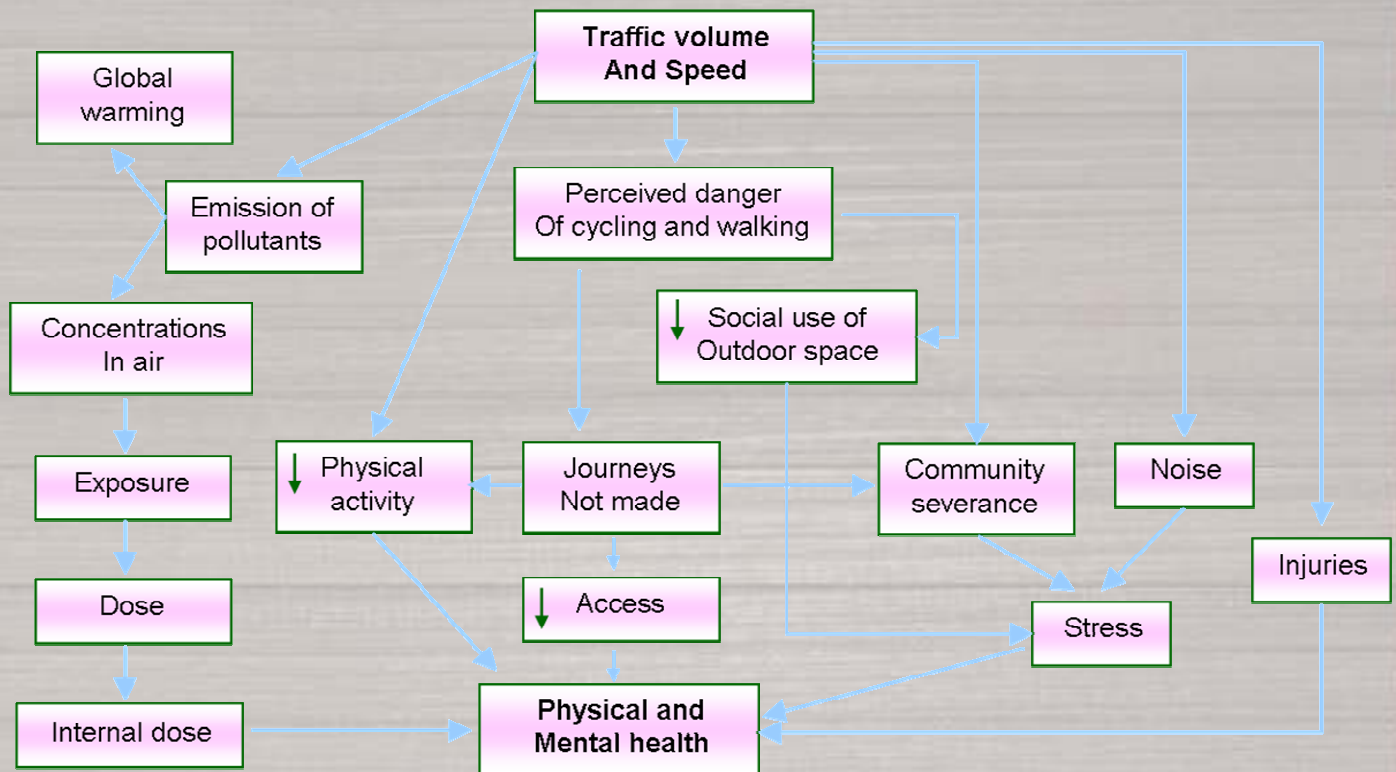 Traffic volume
And Speed
Global
warming
Emission of
pollutants
Perceived danger
Of cycling and walking
Concentrations
In air
Social use of
Outdoor space
Exposure
Physical
activity
Journeys
Not made
Community
severance
Noise
Injuries
Dose
Access
Stress
Internal dose
Physical and
Mental health